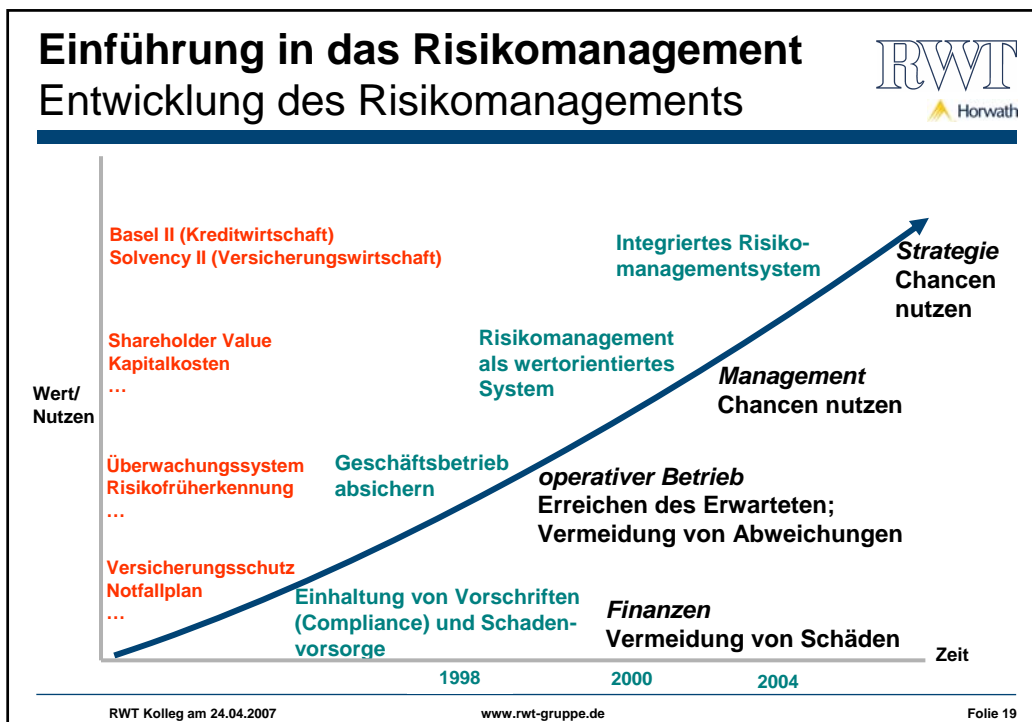 Einführung in das Risikomanagement
Entwicklung des Risikomanagements
RWT
Horwath
Basel II (Kreditwirtschaft)
Solvency II (Versicherungswirtschaft)
Integriertes Risiko-
managementsystem
Strategie
Chancen
nutzen
Shareholder Value
Kapitalkosten
…
Risikomanagement
als wertorientiertes
System
Management
Chancen nutzen
Wert/
Nutzen
Überwachungssystem
Risikofrüherkennung
…
Geschäftsbetrieb
absichern
operativer Betrieb
Erreichen des Erwarteten;
Vermeidung von Abweichungen
Versicherungsschutz
Notfallplan
…
Einhaltung von Vorschriften
(Compliance) und Schaden-
vorsorge
Finanzen
Vermeidung von Schäden
Zeit
1998 2000 2004
RWT Kolleg am 24.04.2007 www.rwt-gruppe.de Folie 19